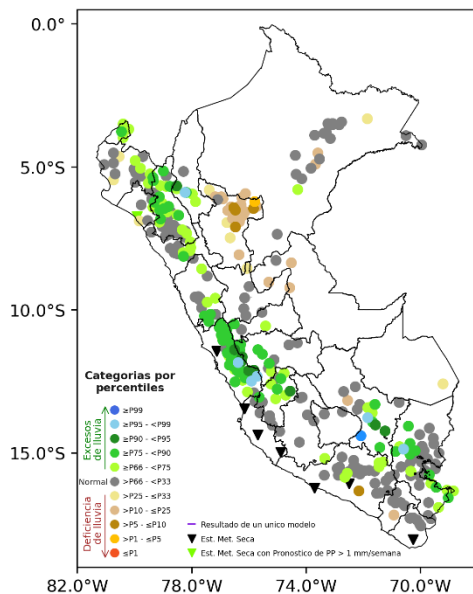 0.0°
5.0°S
10.0°S
15.0°S
82.0°W
78.0°W
74.0°W
70.0°W
Categorias por
percentiles
Excesos
de lluvia
Normal
Deficiencia
de lluvia
≥P99
≥P95 - <P99
≥P90 - <P95
≥P75 - <P90
≥P66 - <P75
>P66 - <P33
>P25 - ≤P33
>P10 - ≤P25
>P5 - ≤P10
>P1 - ≤P5
≤P1
Resultado de un unico modelo
Est. Met. Seca
Est. Met. Seca con Pronostico de PP > 1 mm/semana